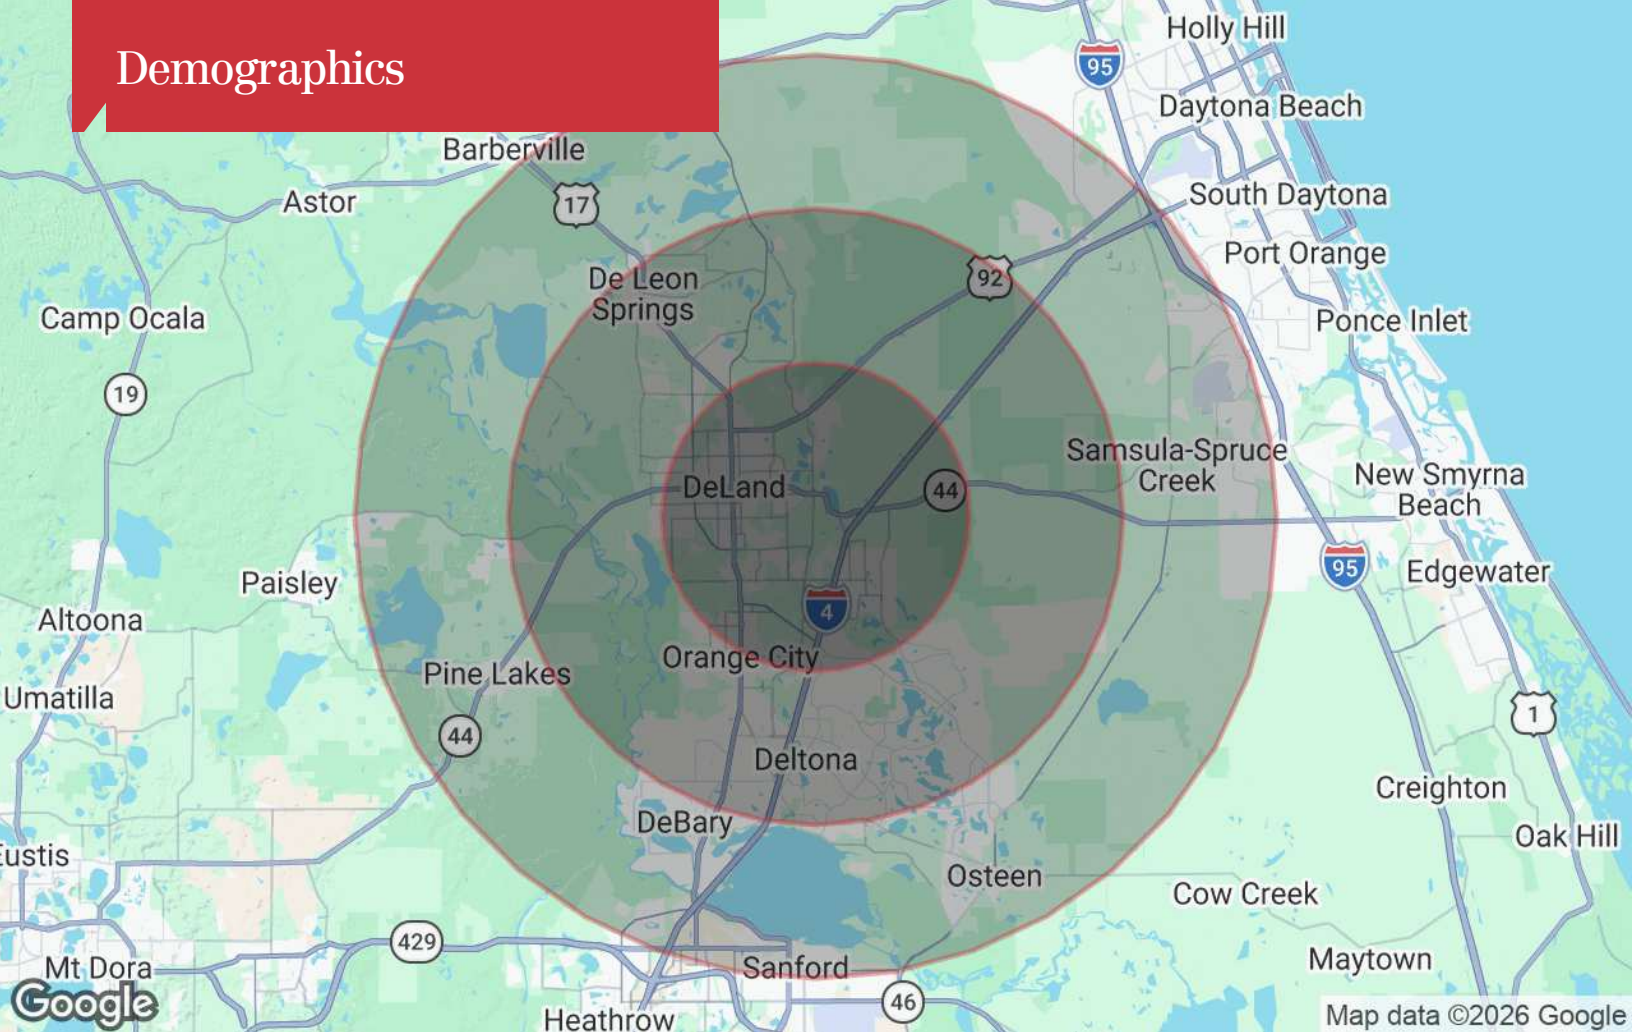 Demographics
Holly Hill
95
Daytona Beach
Barberville
17
Astor
South Daytona
Port Orange
92
De Leon
Springs
Camp Ocala
Ponce Inlet
19
Samsula-Spruce
Creek
DeLand
44
New Smyrna
Beach
95
Edgewater
Paisley
4
Altoona
Orange City
Pine Lakes
Umatilla
1
44
Deltona
Creighton
DeBary
Oak Hill
Eustis
Osteen
Cow Creek
429
Maytown
Mt Dora
Sanford
Google
46
Heathrow
Map data ©2026 Google